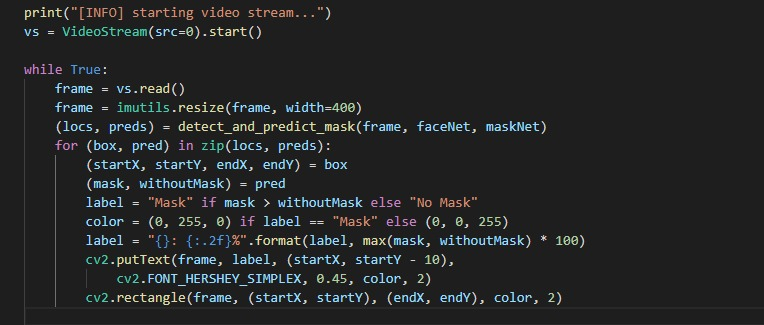 print("[INFO] starting video stream...")
vs = VideoStream(src=0).start()
while True:
    frame = vs.read()
    frame = imutils.resize(frame, width=400)
    (locs, preds) = detect_and_predict_mask(frame, faceNet, maskNet)
    for (box, pred) in zip(locs, preds):
        (startX, startY, endX, endY) = box
        (mask, withoutMask) = pred
        label = "Mask" if mask > withoutMask else "No Mask"
        color = (0, 255, 0) if label == "Mask" else (0, 0, 255)
        label = "{}: {:.2f}%".format(label, max(mask, withoutMask) * 100)
        cv2.putText(frame, label, (startX, startY - 10),
            cv2.FONT_HERSHEY_SIMPLEX, 0.45, color, 2)
        cv2.rectangle(frame, (startX, startY), (endX, endY), color, 2)